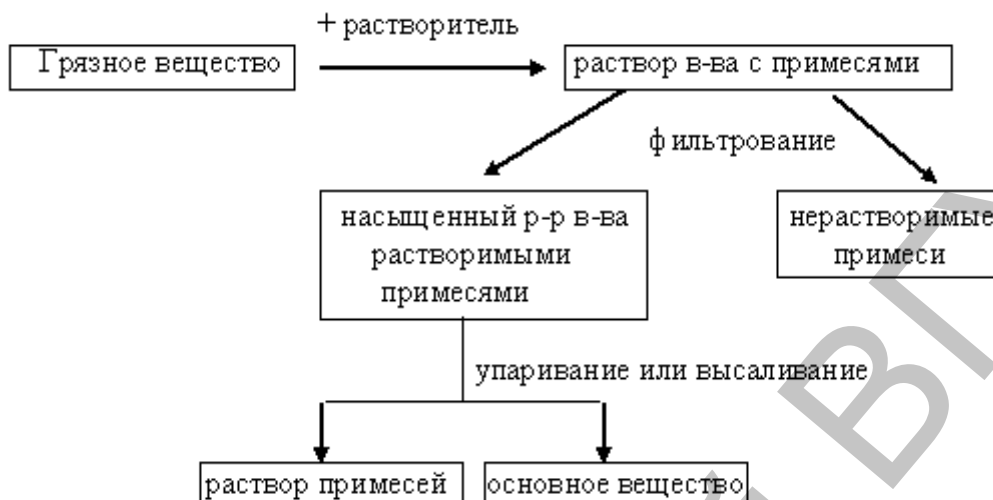 + растворитель
Грязное вещество
раствор в-ва с примесями
фильтрование
насыщенный р-р в-ва
растворимыми
примесями
нерастворимые
примеси
упаривание или высаливание
раствор примесей
основное вещество
ВГУ